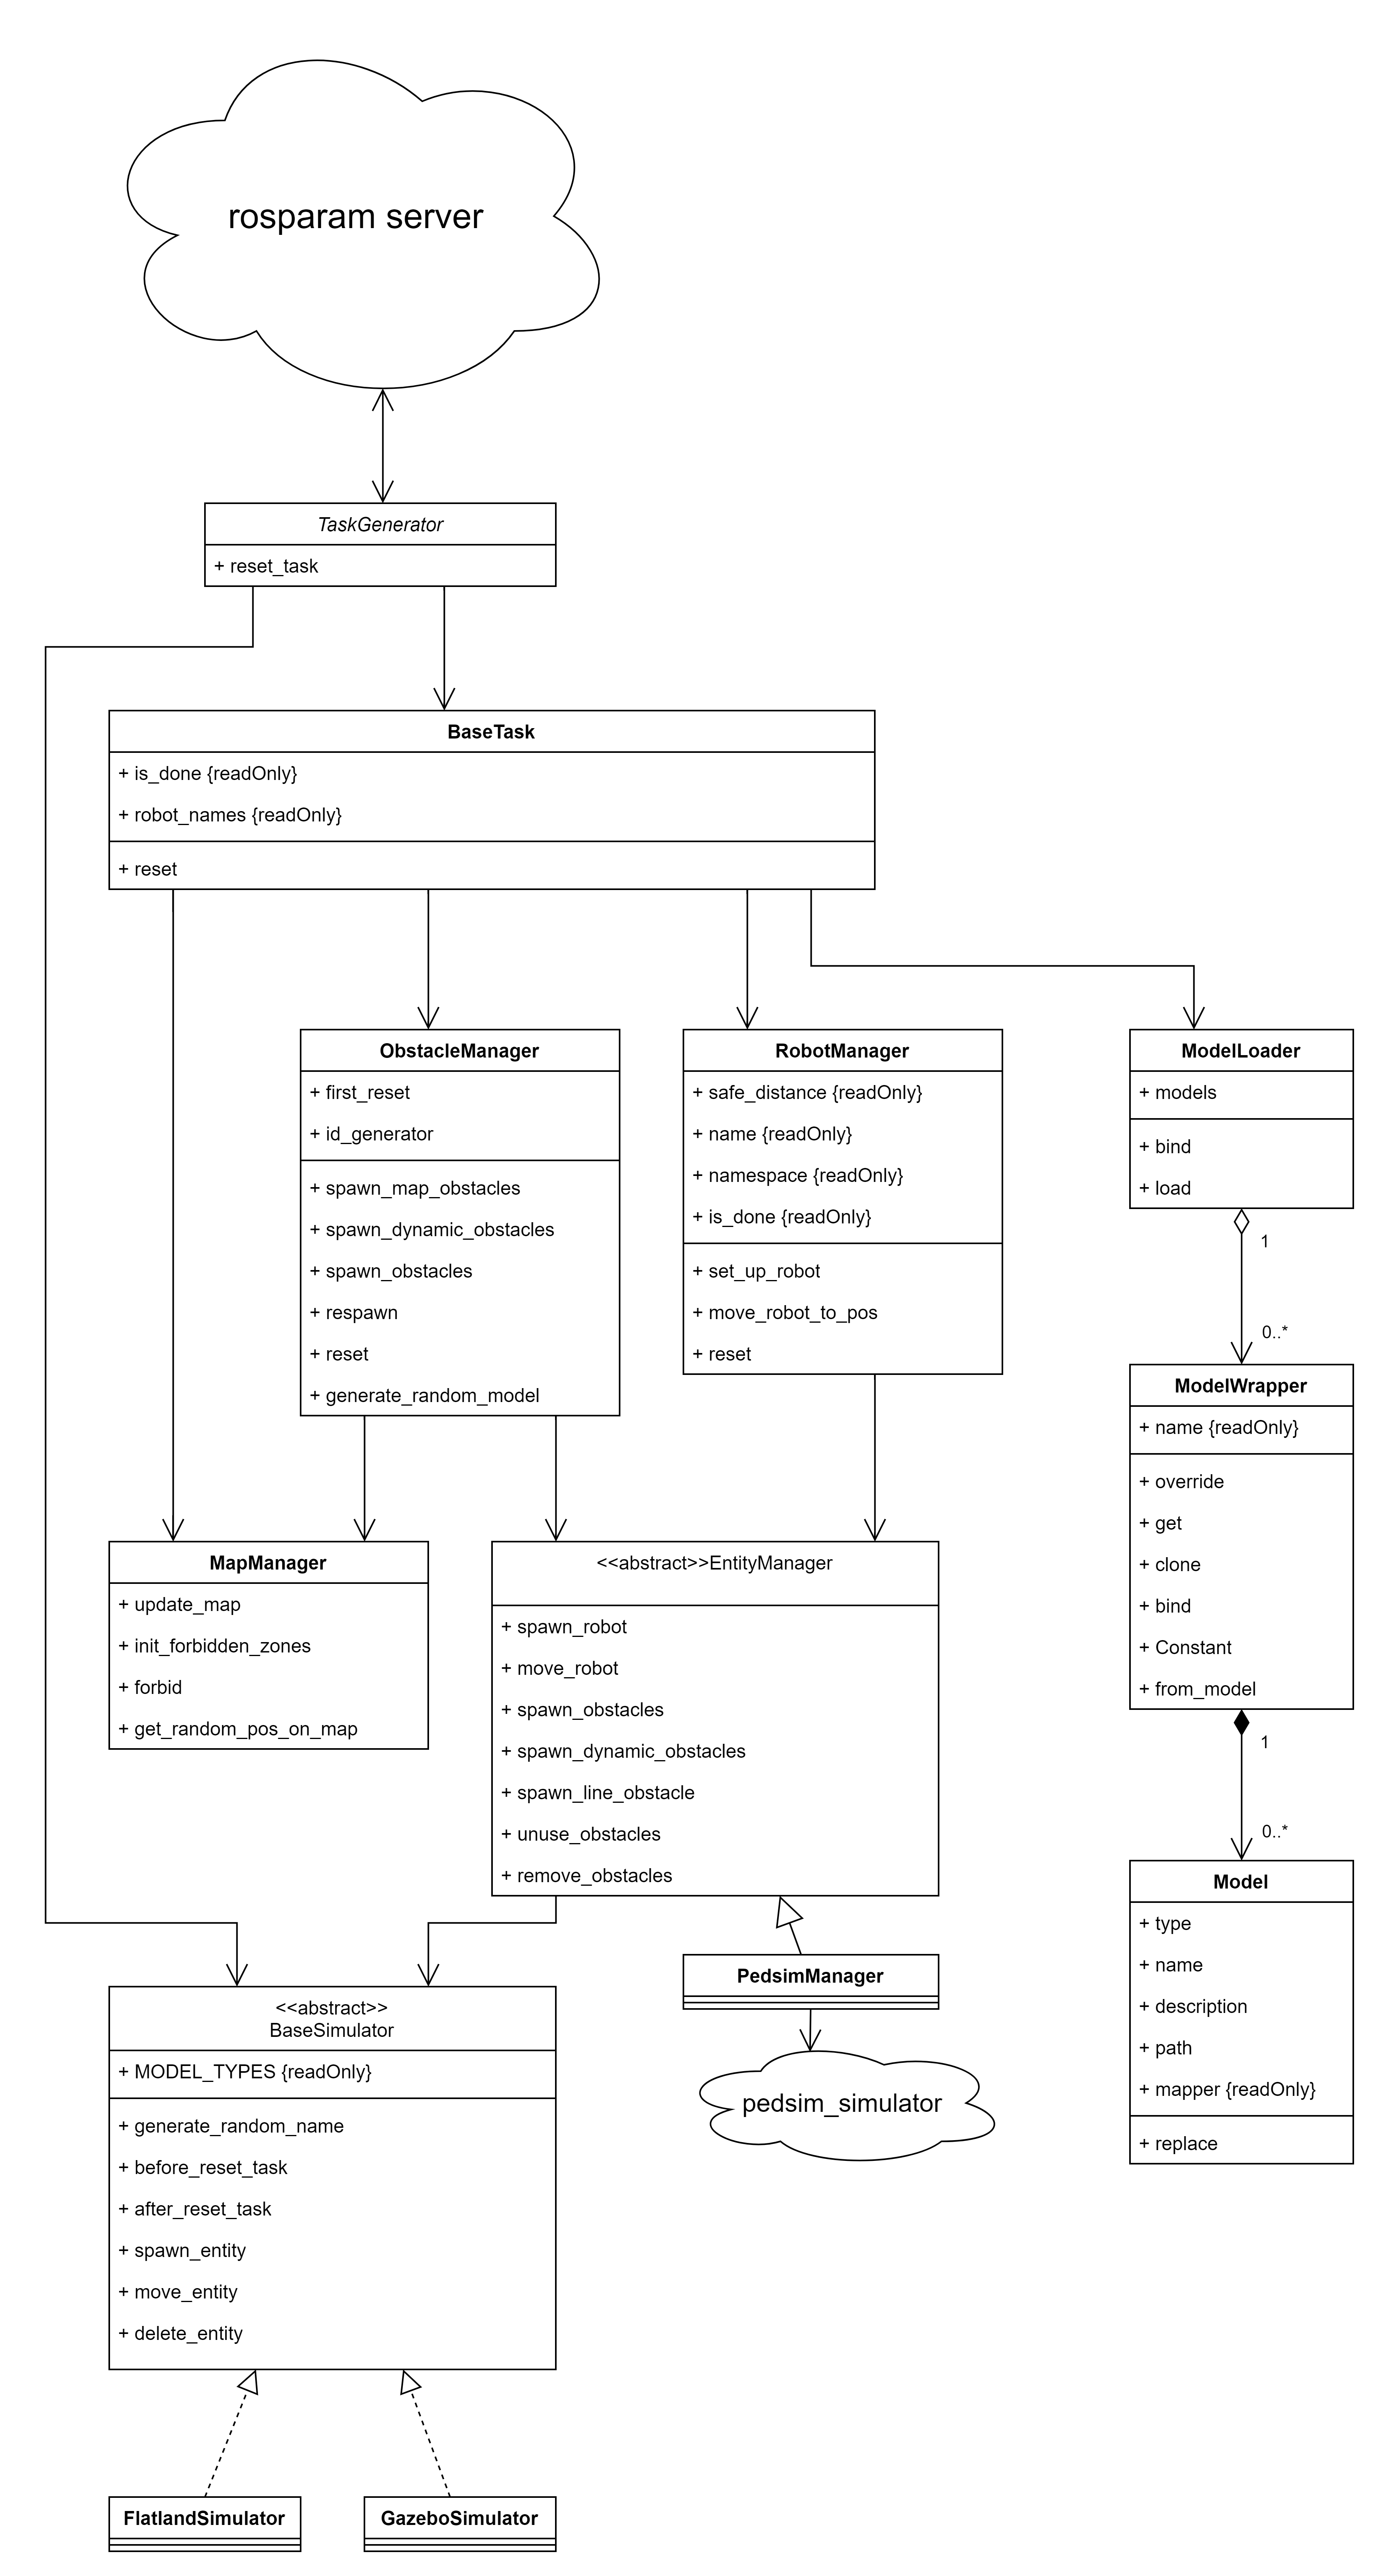 rosparam server
TaskGenerator
+ reset_task
BaseTask
+ is_done {readOnly}
+ robot_names {readOnly}
+ reset
ObstacleManager
+ first_reset
+ id_generator
+ spawn_map_obstacles
+ spawn_dynamic_obstacles
+ spawn_obstacles
+ respawn
+ reset
+ generate_random_model
RobotManager
+ safe_distance {readOnly}
+ name {readOnly}
+ namespace {readOnly}
+ is_done {readOnly}
+ set_up_robot
+ move_robot_to_pos
+ reset
ModelLoader
+ models
+ bind
+ load
1
0..*
ModelWrapper
+ name {readOnly}
+ override
+ get
+ clone
+ bind
+ Constant
+ from_model
1
0..*
Model
+ type
+ name
+ description
+ path
+ mapper {readOnly}
+ replace
MapManager
+ update_map
+ init_forbidden_zones
+ forbid
+ get_random_pos_on_map
<<abstract>>EntityManager
+ spawn_robot
+ move_robot
+ spawn_obstacles
+ spawn_dynamic_obstacles
+ spawn_line_obstacle
+ unuse_obstacles
+ remove_obstacles
PedsimManager
pedsim_simulator
<<abstract>>
BaseSimulator
+ MODEL_TYPES {readOnly}
+ generate_random_name
+ before_reset_task
+ after_reset_task
+ spawn_entity
+ move_entity
+ delete_entity
FlatlandSimulator
GazeboSimulator